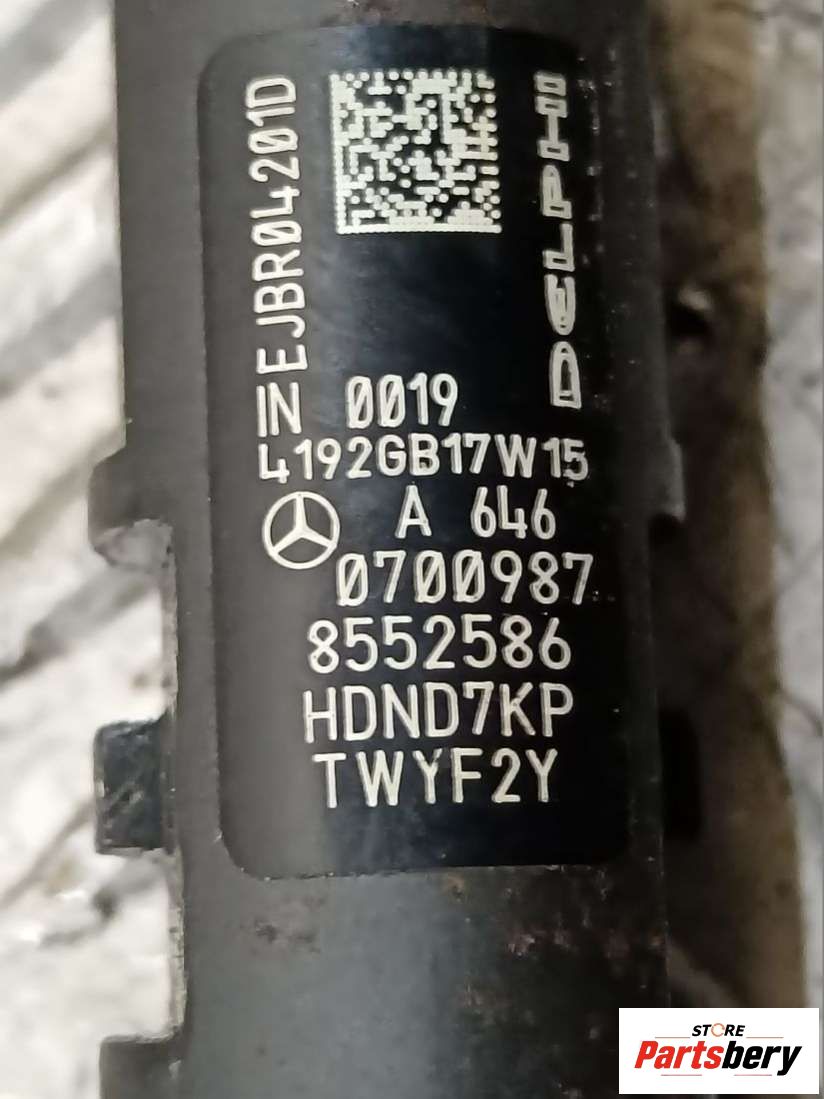 DELPHI
EJBR04201D
IN 0019
4192GB17W15
A 646
0700987
8552586
HDND7KP
TWYF2Y
STORE
Partsbery